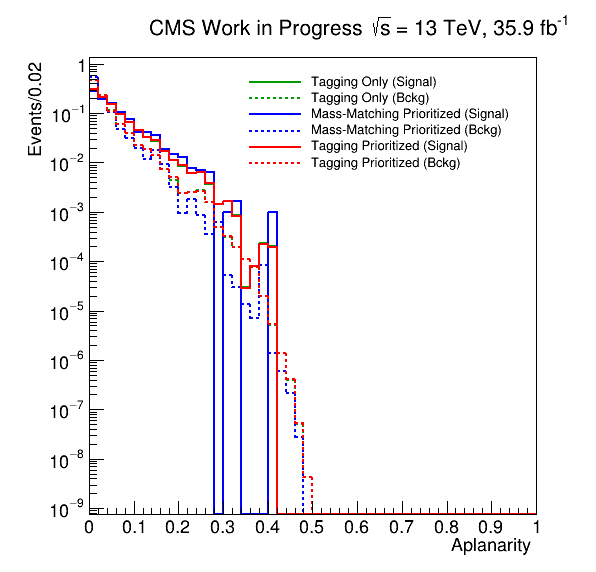 CMS Work in Progress √s = 13 TeV, 35.9 fb⁻¹
Events/0.02
1
10⁻¹
10⁻²
10⁻³
10⁻⁴
10⁻⁵
10⁻⁶
10⁻⁷
10⁻⁸
10⁻⁹
Tagging Only (Signal)
Tagging Only (Bckg)
Mass-Matching Prioritized (Signal)
Mass-Matching Prioritized (Bckg)
Tagging Prioritized (Signal)
Tagging Prioritized (Bckg)
0 0.1 0.2 0.3 0.4 0.5 0.6 0.7 0.8 0.9 1
Aplanarity